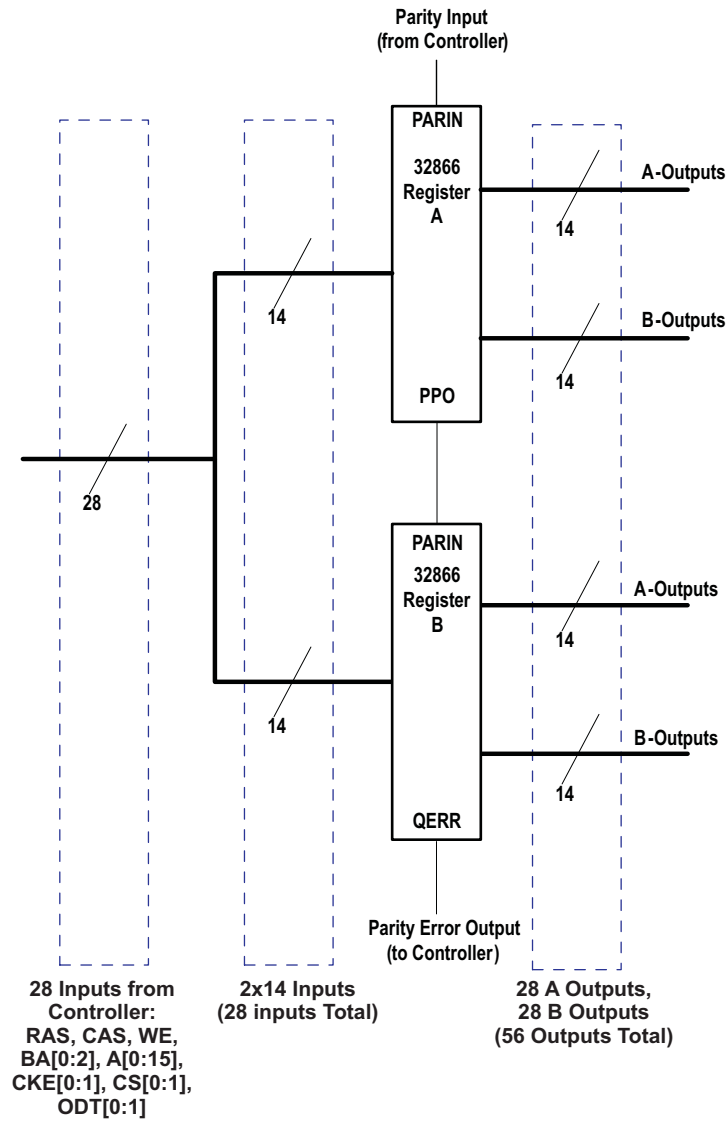 Parity Input
(from Controller)
PARIN
32866
Register
A
A-Outputs
14
14
B-Outputs
14
PPO
28
PARIN
32866
Register
B
A-Outputs
14
14
B-Outputs
14
QERR
Parity Error Output
(to Controller)
28 Inputs from
Controller:
RAS, CAS, WE,
BA[0:2], A[0:15],
CKE[0:1], CS[0:1],
ODT[0:1]
2x14 Inputs
(28 inputs Total)
28 A Outputs,
28 B Outputs
(56 Outputs Total)